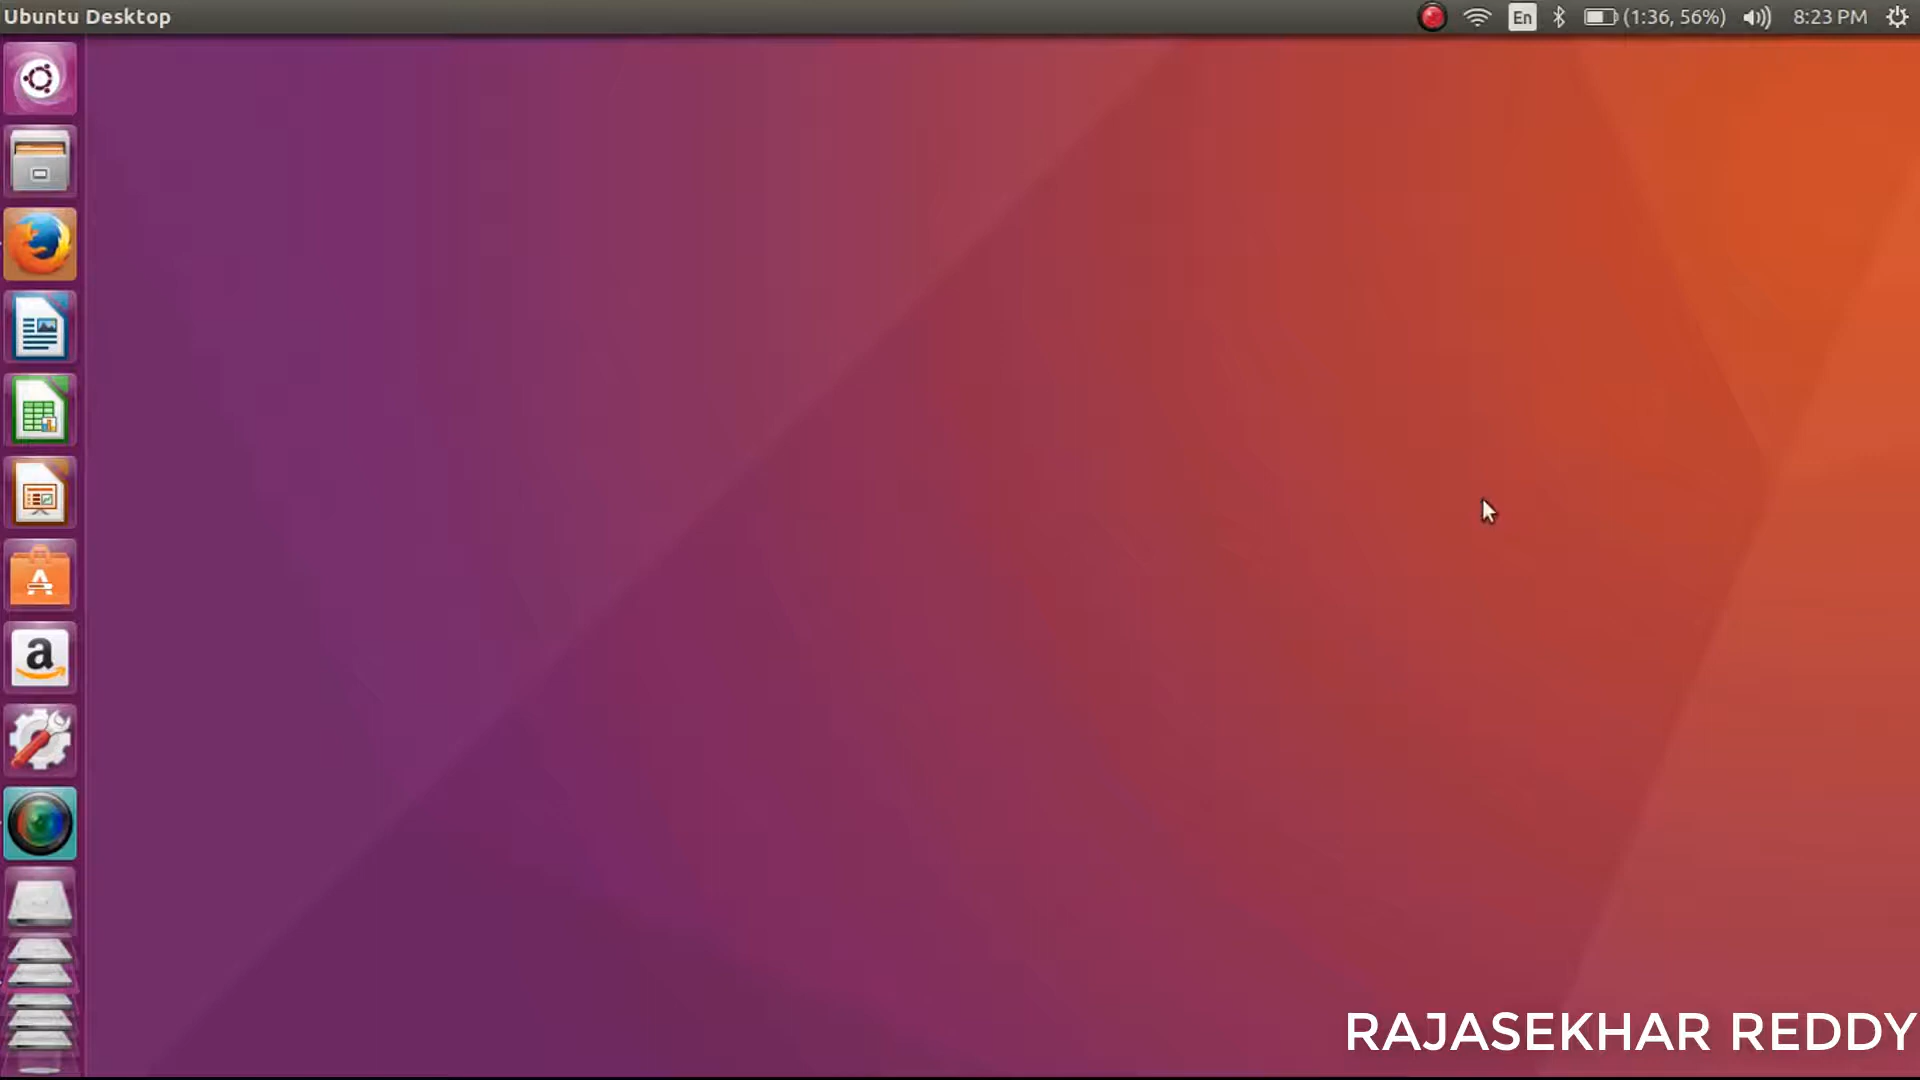 Ubuntu Desktop
En
(1:36, 56%)
8:23 PM
A
a
RAJASEKHAR REDDY